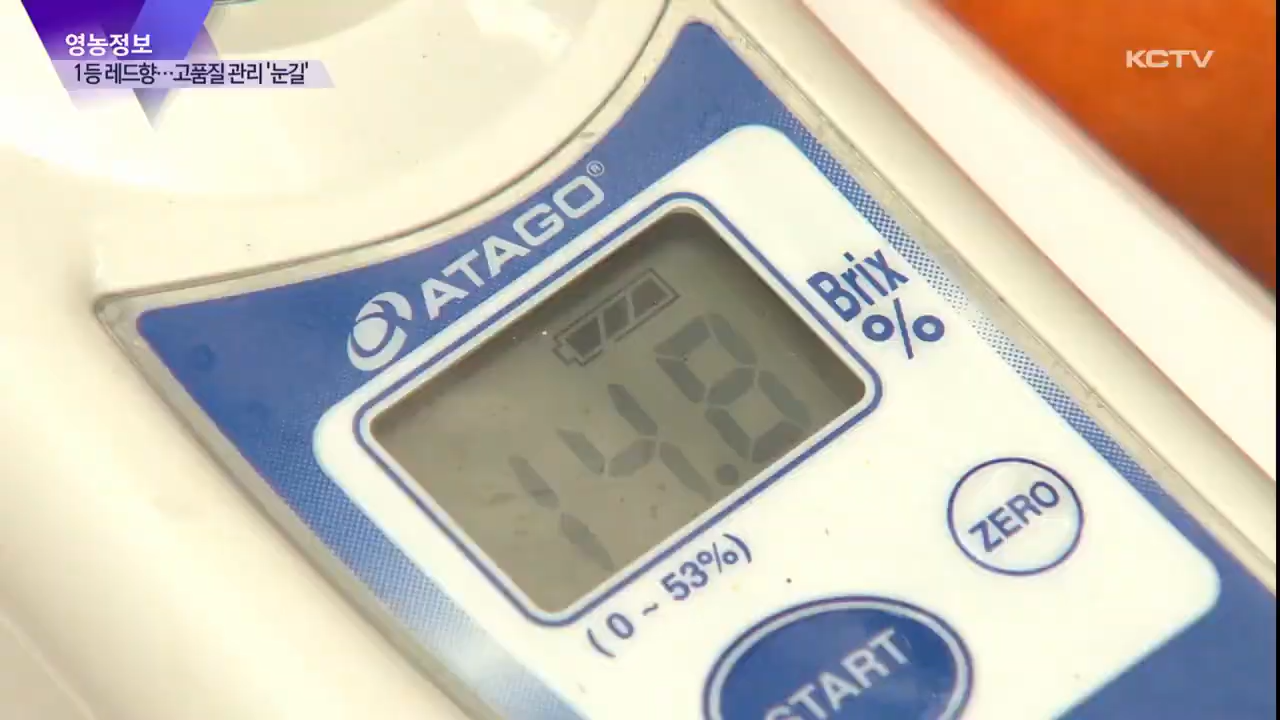 영농정보
1등 레드향…고품질 관리 '눈길'
KCTV
ATAGO®
Brix
%
14.8
(0 ~ 53%)
ZERO
START